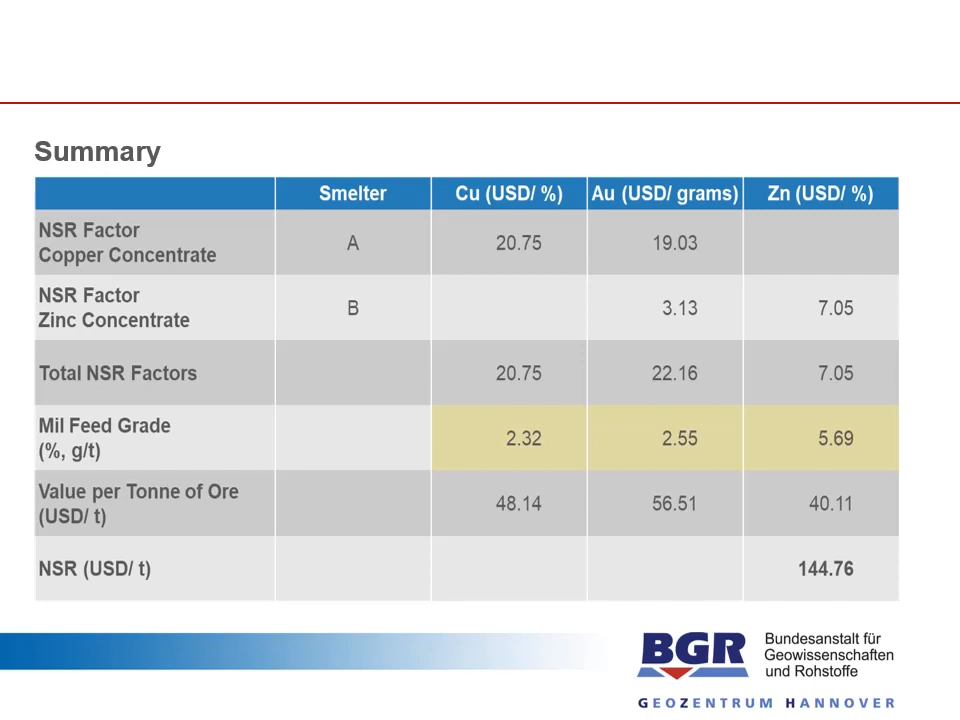 Summary
Smelter Cu (USD/ %) Au (USD/ grams) Zn (USD/ %)
NSR Factor
Copper Concentrate A 20.75 19.03
NSR Factor
Zinc Concentrate B 3.13 7.05
Total NSR Factors 20.75 22.16 7.05
Mil Feed Grade
(%, g/t) 2.32 2.55 5.69
Value per Tonne of Ore
(USD/ t) 48.14 56.51 40.11
NSR (USD/ t) 144.76
BGR
Bundesanstalt für
Geowissenschaften
und Rohstoffe
GEOZENTRUM HANNOVER